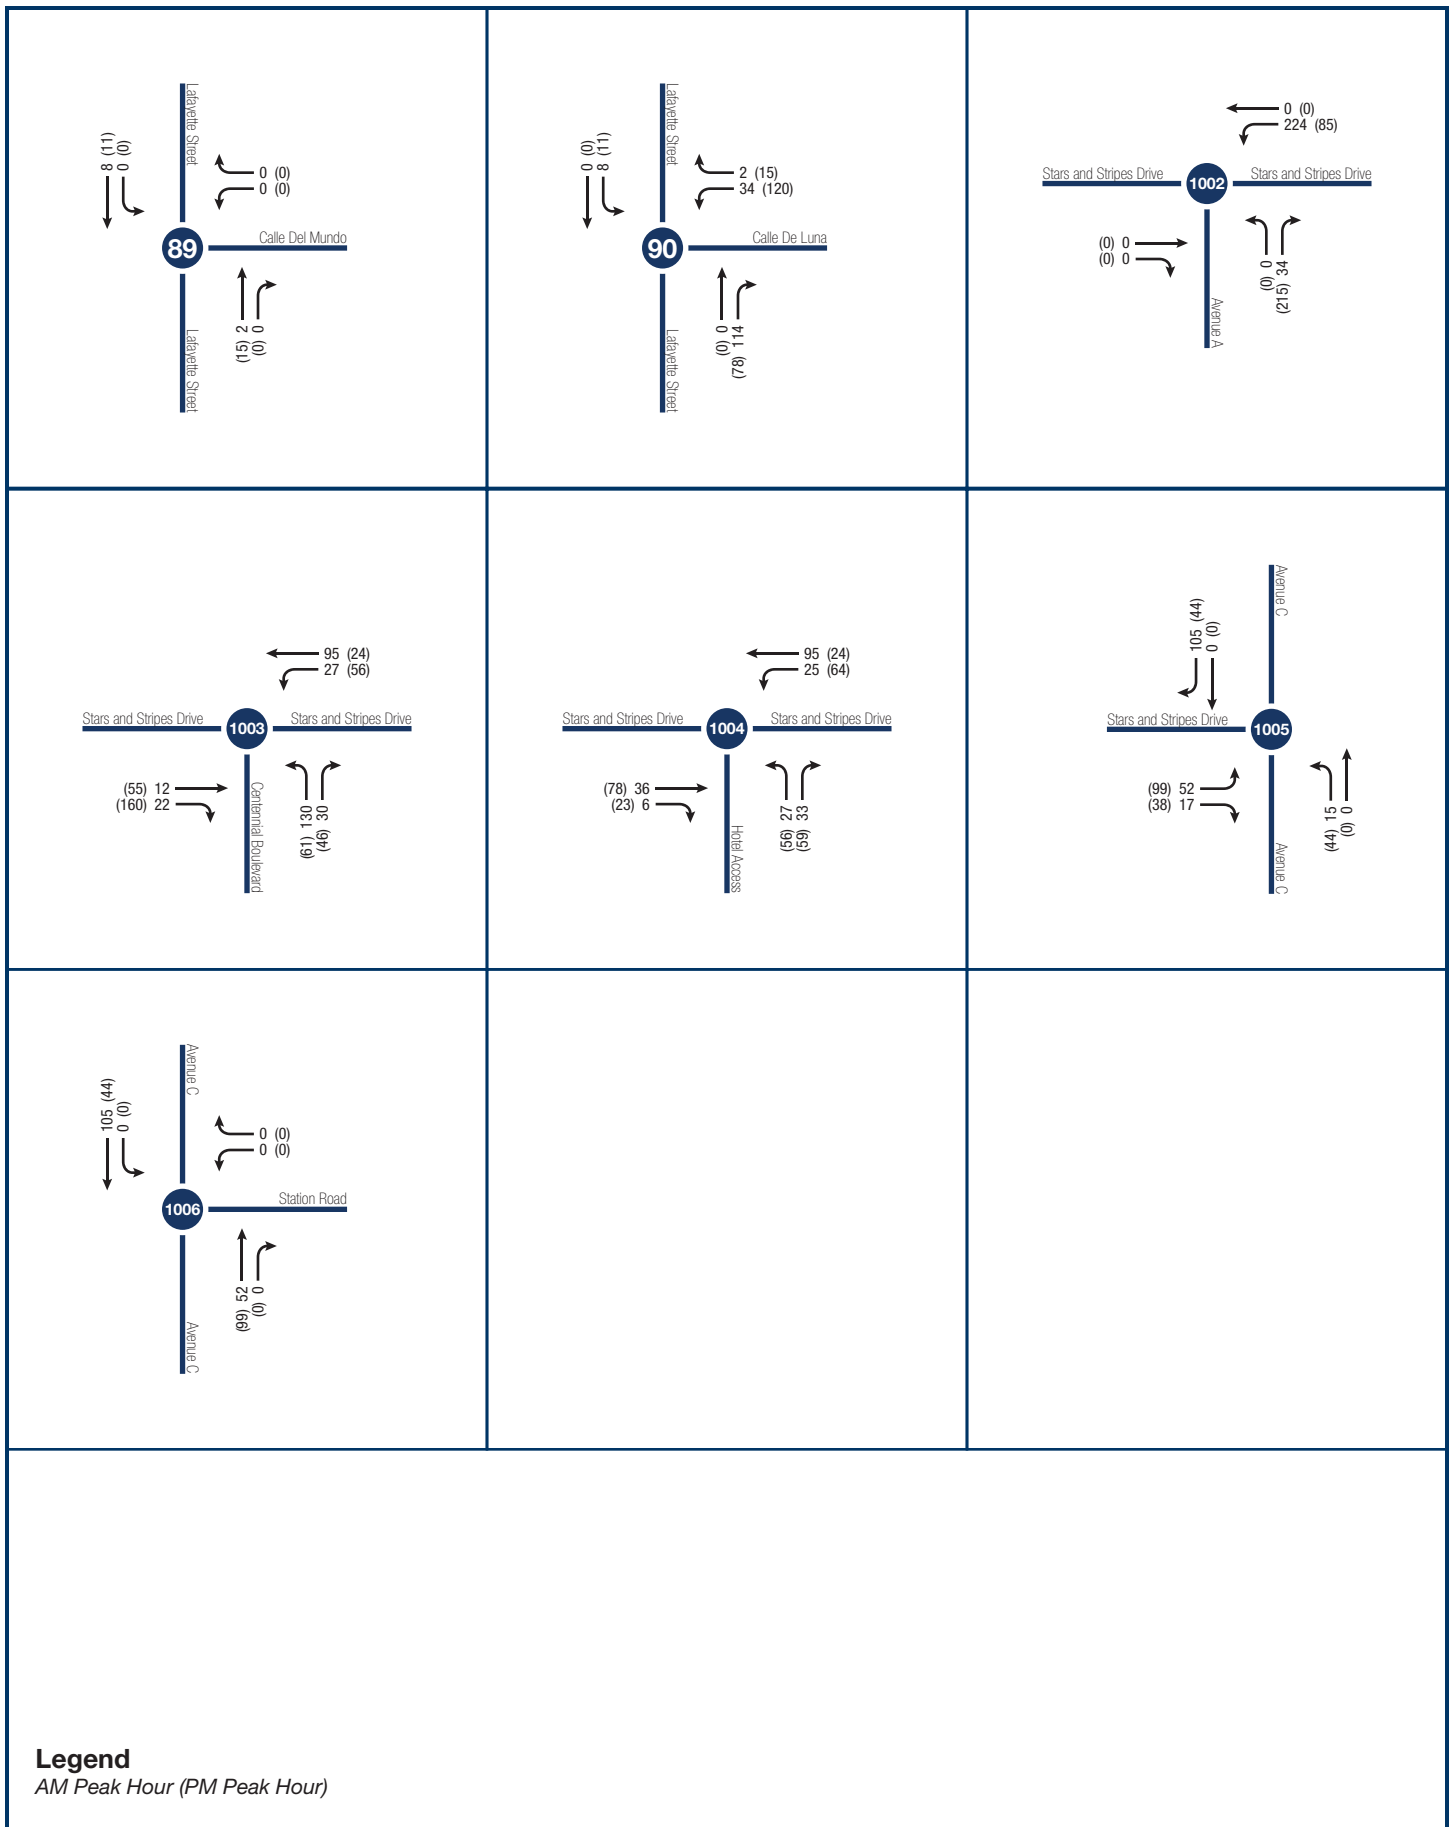 Lafayette Street
8 (11)
0 (0)
0 (0)
0 (0)
89
Calle Del Mundo
(15) 2
(0) 0
Lafayette Street
Lafayette Street
0 (0)
8 (11)
2 (15)
34 (120)
90
Calle De Luna
(0) 0
(78) 114
Lafayette Street
0 (0)
224 (85)
Stars and Stripes Drive
1002
Stars and Stripes Drive
(0) 0
(0) 0
(0) 0
(215) 34
Avenue A
95 (24)
27 (56)
Stars and Stripes Drive
1003
Stars and Stripes Drive
(55) 12
(160) 22
Centennial Boulevard
(61) 130
(46) 30
95 (24)
25 (64)
Stars and Stripes Drive
1004
Stars and Stripes Drive
(78) 36
(23) 6
Hotel Access
(56) 27
(59) 33
Avenue C
105 (44)
0 (0)
Stars and Stripes Drive
1005
(99) 52
(38) 17
(44) 15
(0) 0
Avenue C
Avenue C
105 (44)
0 (0)
0 (0)
0 (0)
1006
Station Road
(99) 52
(0) 0
Avenue C
Legend
AM Peak Hour (PM Peak Hour)